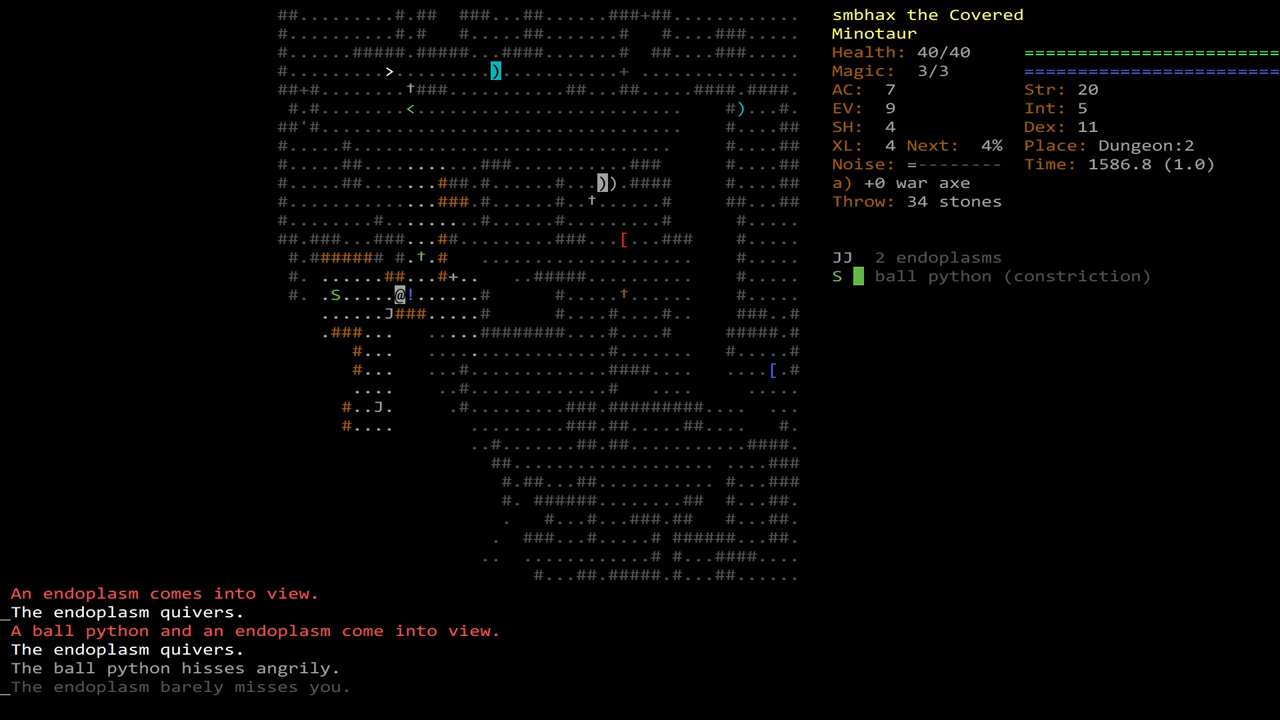 ##.........#.##  ###...##......###+##...........    smbhax the Covered
#..........#.#   #.....##.......#   #....###.....    Minotaur
#......#####.#####...####.......#  ##....###.....    Health: 40/40    ========================
#.........>.........).............+ ..............    Magic:  3/3      ========================
##+#........†###...........##...##.....####.####.    AC:  7           Str: 20
 #.#........<.........................    #)...#.    EV:  9           Int: 5
##'#..................................    #....##    SH:  4           Dex: 11
#.....#..............................     #....##    XL:  4 Next:  4% Place: Dungeon:2
#.....##...........###...........###      #....##    Noise: =-------- Time: 1586.8 (1.0)
#.....##.......###.#......#...)).####     #....##    a) +0 war axe
#..............###.#......#..†......#     ##...##    Throw: 34 stones
#........#.........#......#.........#      #.....
##.###...###...##.........###..[...###    #.....    JJ  2 endoplasms
 #.###### #.†.#   ......................   #.....    S   ball python (constriction)
 #.  ......##...#+..   ..#####.........    #.....
 #. .S.....@!......#      #.....†......    #.....
    ......J###.....#      #....#....#..    ###..#
    .###...   .....########....#....#     #####.#
       #...   .................#.......   #.....#
       #...   ...#.............####....   ....[.#
       ....    ..#.............#   ....     .....
      #..J.     .#.........###.#########....  ...
      #....       .........###.##.....##...   #.
                  ..#.......##.##...........####.
                    ##................... ....###
                     #.##...##............#...###
                     #. ######.......##  #...##.
                     .   #...#...###.##   #...##.
                    .  ###...#.....# ######...##.
                   ..   ...........# #...####....
                        #...##.#####.#...##......
An endoplasm comes into view.
_The endoplasm quivers.
A ball python and an endoplasm come into view.
The endoplasm quivers.
The ball python hisses angrily.
_The endoplasm barely misses you.